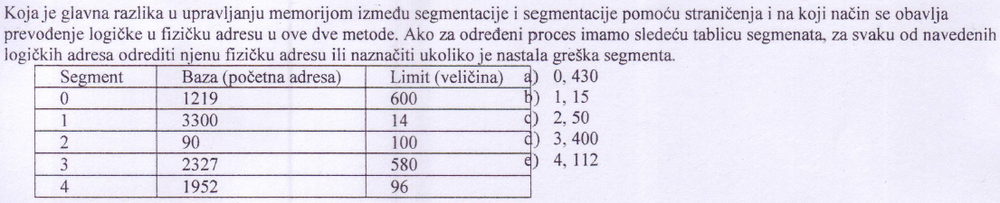 Koja je glavna razlika u upravljanju memorijom između segmentacije i segmentacije pomoću straničenja i na koji način se obavlja
prevođenje logičke u fizičku adresu u ove dve metode. Ako za određeni proces imamo sledeću tablicu segmenata, za svaku od navedenih
logičkih adresa odrediti njenu fizičku adresu ili naznačiti ukoliko je nastala greška segmenta.
Segment Baza (početna adresa) Limit (veličina) a) 0, 430
0 1219 600 b) 1, 15
1 3300 14 c) 2, 50
2 90 100 d) 3, 400
3 2327 580 e) 4, 112
4 1952 96